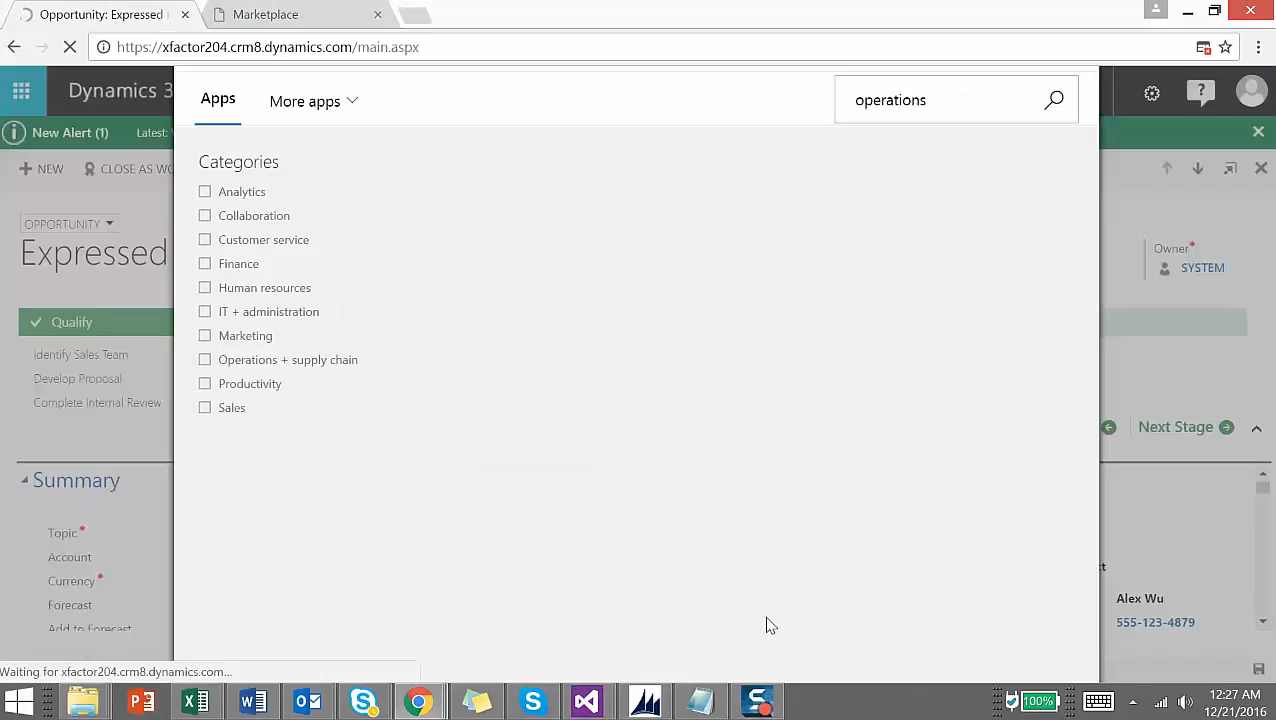 Opportunity: Expressed
Marketplace
https://xfactor204.crm8.dynamics.com/main.aspx
Dynamics 3
Apps
More apps
operations
New Alert (1)
Latest:
NEW
CLOSE AS WO
Categories
Analytics
Collaboration
Customer service
Finance
Human resources
IT + administration
Marketing
Operations + supply chain
Productivity
Sales
OPPORTUNITY
Expressed
Owner*
SYSTEM
Qualify
Identify Sales Team
Develop Proposal
Complete Internal Review
Next Stage
Summary
Topic*
Account
Currency*
Forecast
Add to Forecast
Alex Wu
555-123-4879
Waiting for xfactor204.crm8.dynamics.com...
100%
12:27 AM
12/21/2016